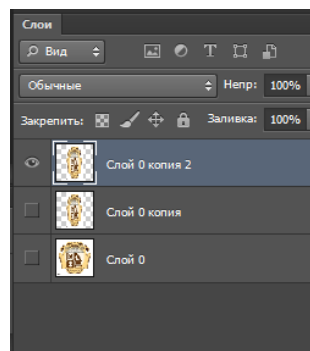 Слои
Вид
Обычные Непр: 100%
Закрепить: Заливка: 100%
Слой 0 копия 2
Слой 0 копия
Слой 0